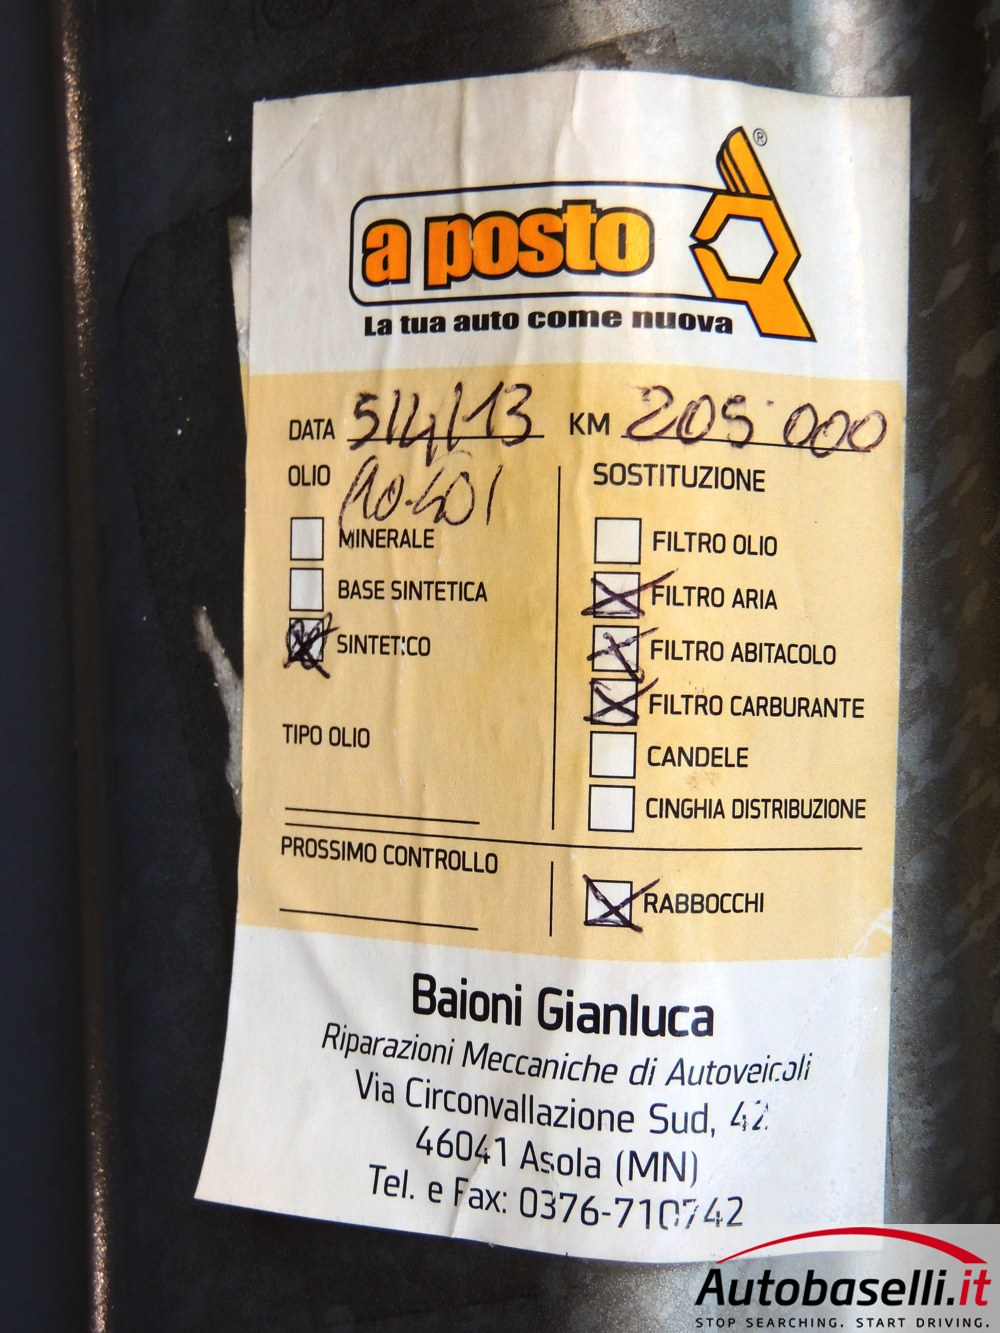 a posto ®
La tua auto come nuova
DATA 5/4/13 KM 205.000
OLIO 10-40
MINERALE
BASE SINTETICA
SINTETICO
TIPO OLIO
PROSSIMO CONTROLLO
SOSTITUZIONE
FILTRO OLIO
FILTRO ARIA
FILTRO ABITACOLO
FILTRO CARBURANTE
CANDELE
CINGHIA DISTRIBUZIONE
RABBOCCHI
Baioni Gianluca
Riparazioni Meccaniche di Autoveicoli
Via Circonvallazione Sud, 42
46041 Asola (MN)
Tel. e Fax: 0376-710742
Autobaselli.it
STOP SEARCHING. START DRIVING.